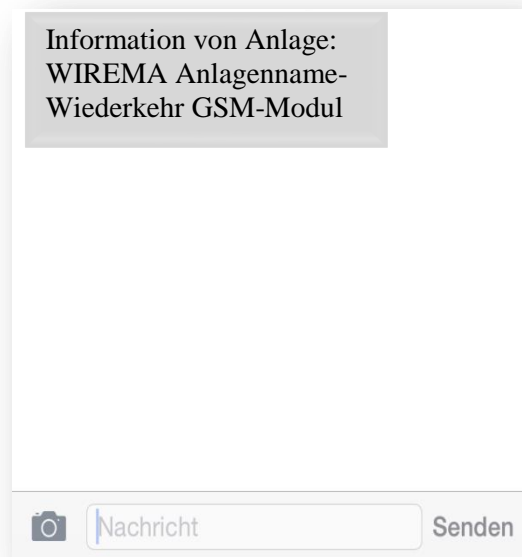 Information von Anlage:
WIREMA Anlagenname-
Wiederkehr GSM-Modul
Nachricht
Senden